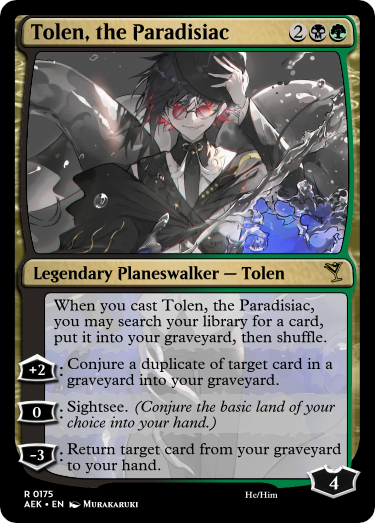 Tolen, the Paradisiac 2
Legendary Planeswalker — Tolen
When you cast Tolen, the Paradisiac,
you may search your library for a card,
put it into your graveyard, then shuffle.
+2: Conjure a duplicate of target card in a
graveyard into your graveyard.
0: Sightsee. (Conjure the basic land of your
choice into your hand.)
-3: Return target card from your graveyard
to your hand.
4
R 0175
AEK • EN Murakaruki
He/Him